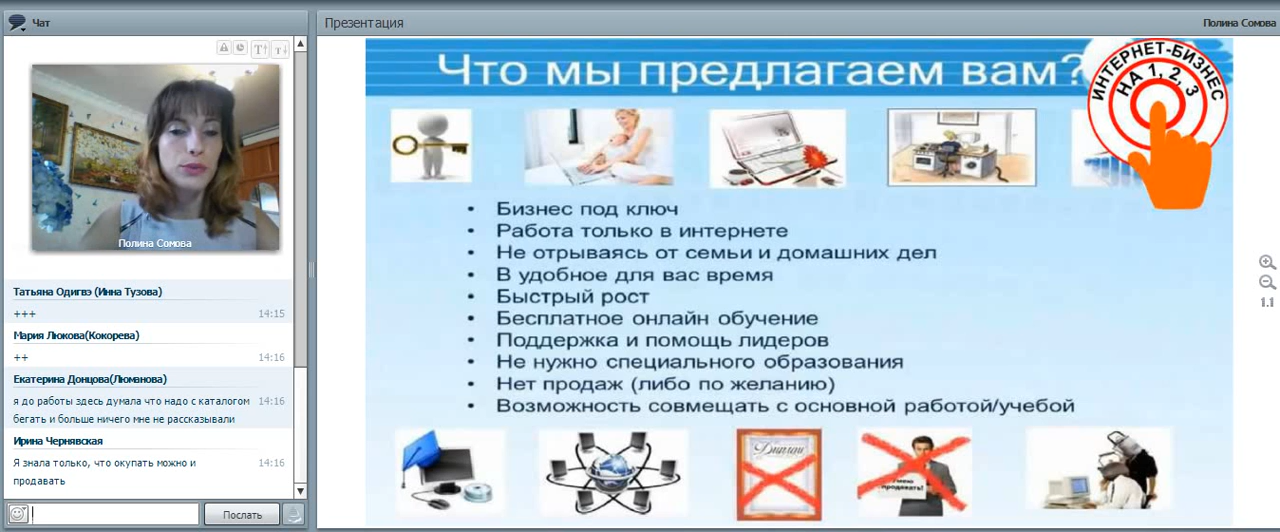 Чат
Полина Сомова
Татьяна Одигвэ (Инна Тузова)
+++ 14:15
Мария Люкова(Кокорева)
++ 14:16
Екатерина Донцова(Люманова)
я до работы здесь думала что надо с каталогом 14:16
бегать и больше ничего мне не рассказывали
Ирина Чернявская
Я знала только, что окупать можно и 14:16
продавать
Послать
Презентация
Полина Сомова
Что мы предлагаем вам?
ИНТЕРНЕТ-БИЗНЕС
НА 1, 2, 3
• Бизнес под ключ
• Работа только в интернете
• Не отрываясь от семьи и домашних дел
• В удобное для вас время
• Быстрый рост
• Бесплатное онлайн обучение
• Поддержка и помощь лидеров
• Не нужно специального образования
• Нет продаж (либо по желанию)
• Возможность совмещать с основной работой/учебой
Диплом
продавать!
1.1